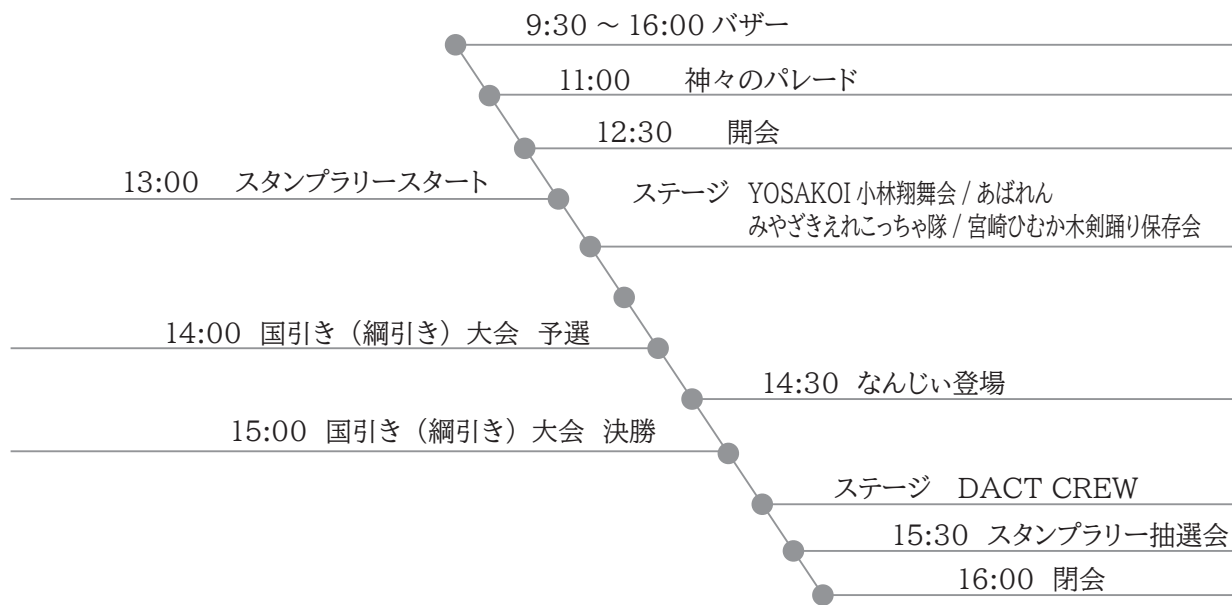 9:30 ～ 16:00 バザー
11:00 神々のパレード
12:30 開会
13:00 スタンプラリースタート
ステージ YOSAKOI 小林翔舞会 / あばれん
みやざきえれこっちゃ隊 / 宮崎ひむか木剣踊り保存会
14:00 国引き（綱引き）大会 予選
14:30 なんじぃ登場
15:00 国引き（綱引き）大会 決勝
ステージ DACT CREW
15:30 スタンプラリー抽選会
16:00 閉会